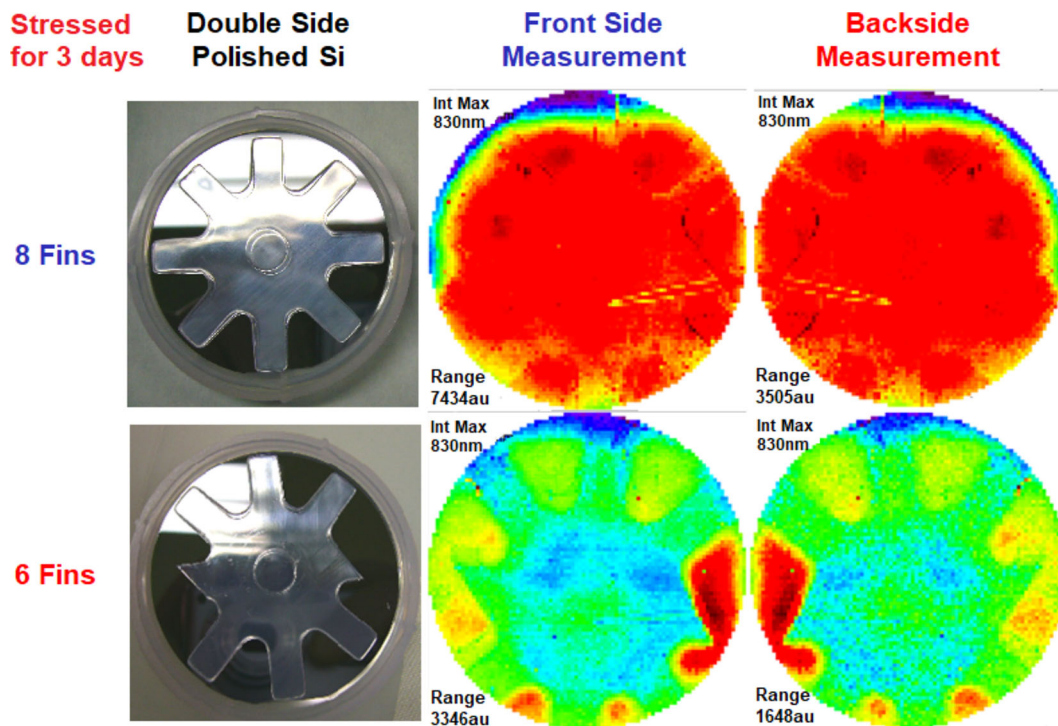 Stressed
for 3 days
Double Side
Polished Si
Front Side
Measurement
Backside
Measurement
8 Fins
Int Max
830nm
Range
7434au
Int Max
830nm
Range
3505au
6 Fins
Int Max
830nm
Range
3346au
Int Max
830nm
Range
1648au